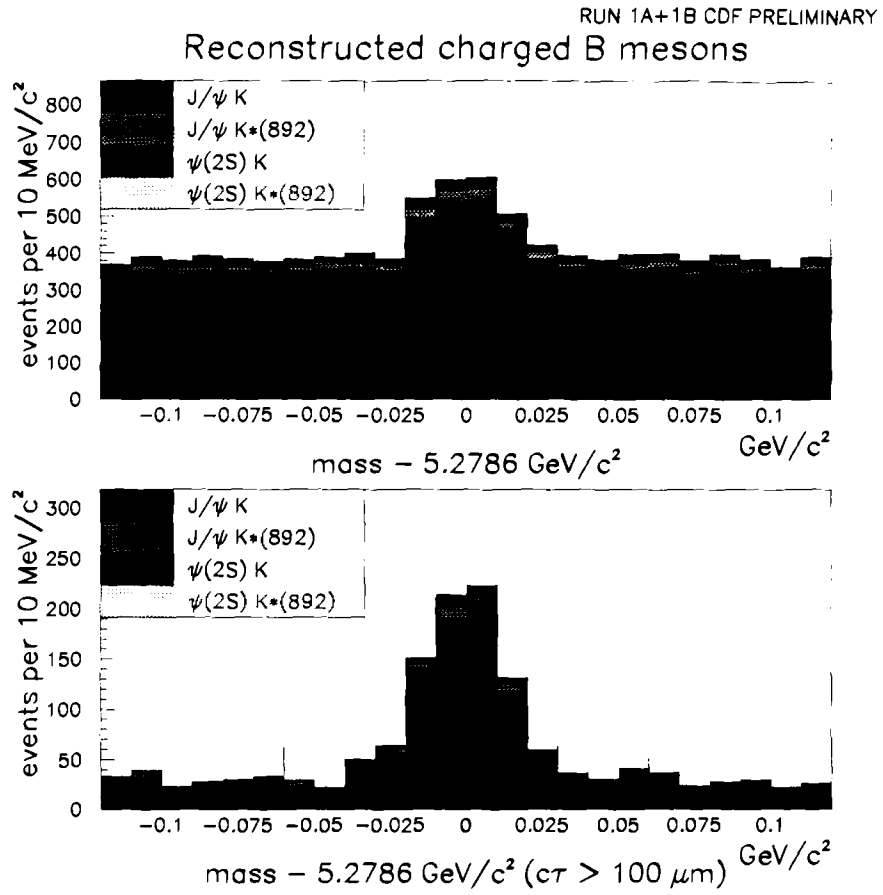 RUN 1A+1B CDF PRELIMINARY
Reconstructed charged B mesons
events per 10 MeV/c²
800
700
600
500
400
300
200
100
0
J/ψ K
J/ψ K*(892)
ψ(2S) K
ψ(2S) K*(892)
-0.1 -0.075 -0.05 -0.025 0 0.025 0.05 0.075 0.1
GeV/c²
mass - 5.2786 GeV/c²
events per 10 MeV/c²
300
250
200
150
100
50
0
J/ψ K
J/ψ K*(892)
ψ(2S) K
ψ(2S) K*(892)
-0.1 -0.075 -0.05 -0.025 0 0.025 0.05 0.075 0.1
GeV/c²
mass - 5.2786 GeV/c² (cτ > 100 μm)